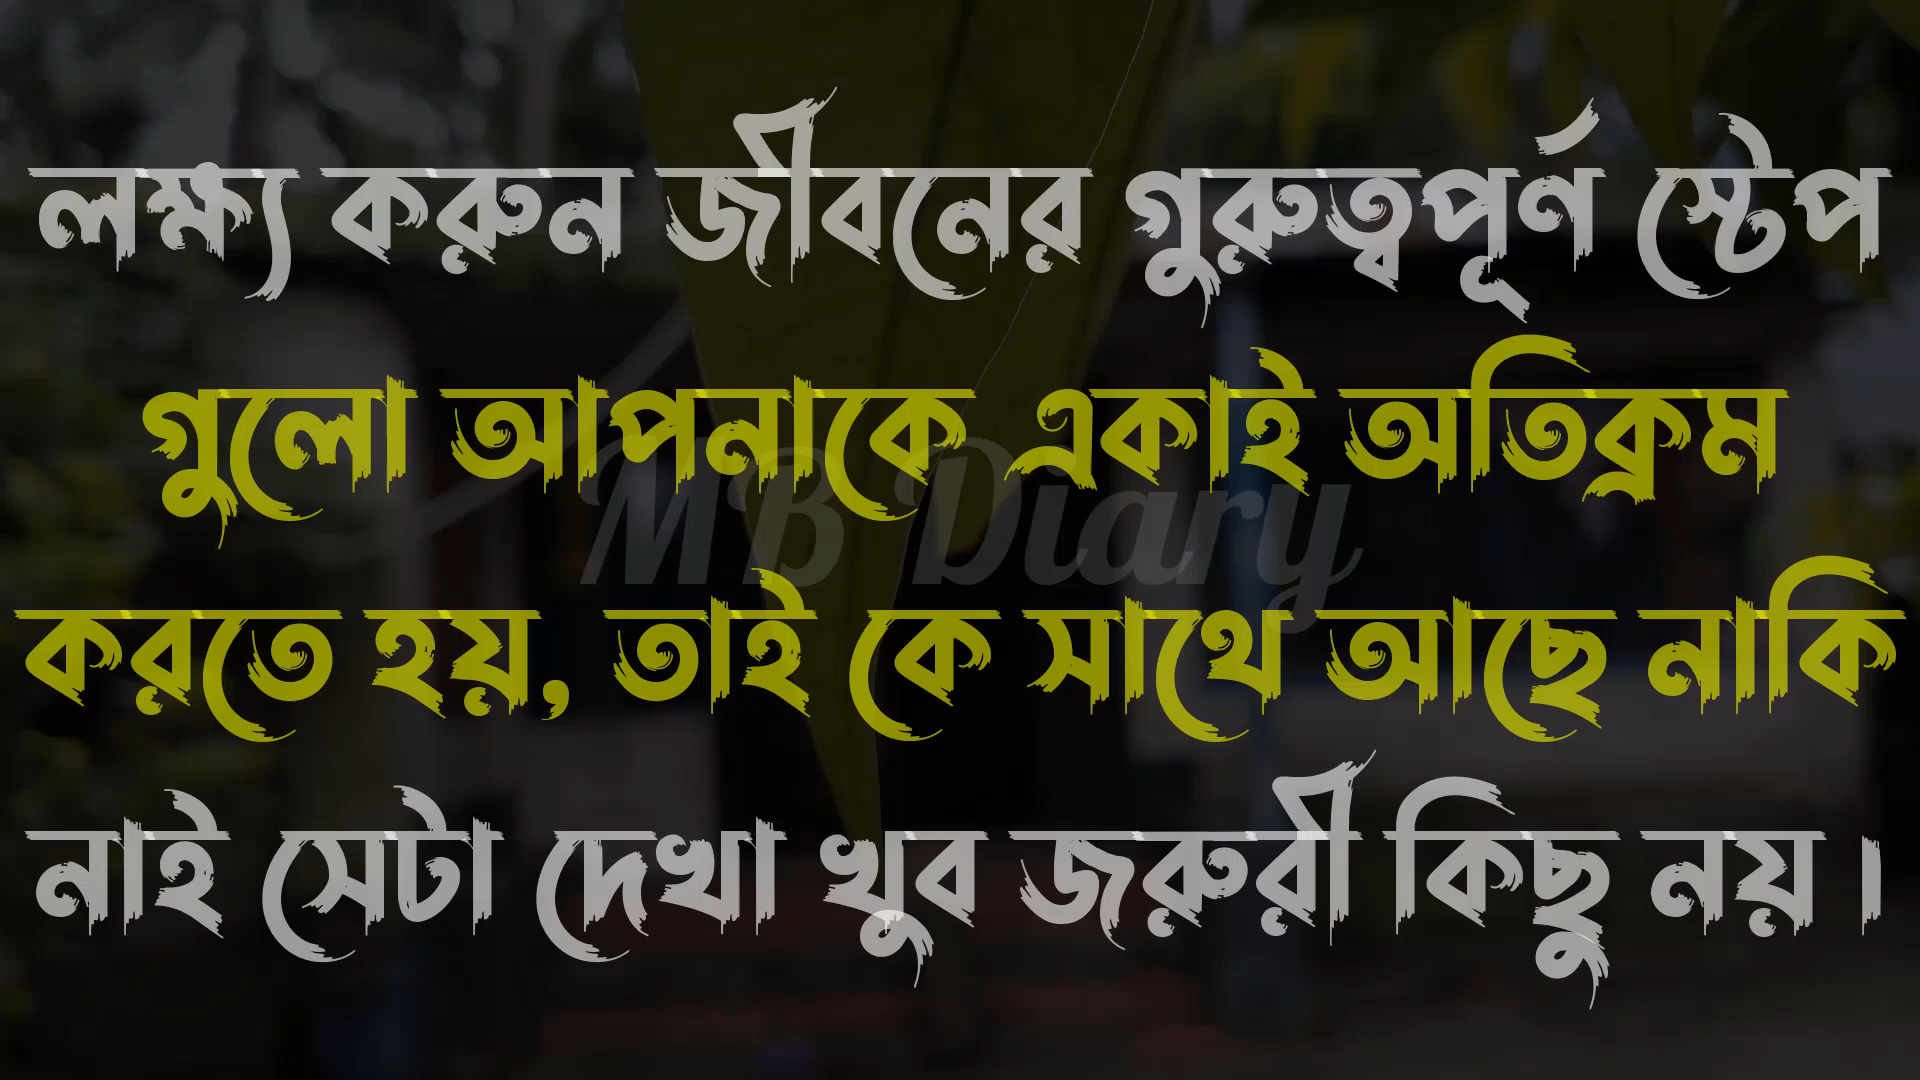 লক্ষ্য করুন জীবনের গুরুত্বপূর্ণ স্টেপ
গুলো আপনাকে একাই অতিক্রম
MB Diary
করতে হয়, তাই কে সাথে আছে নাকি
নাই সেটা দেখা খুব জরুরী কিছু নয়।